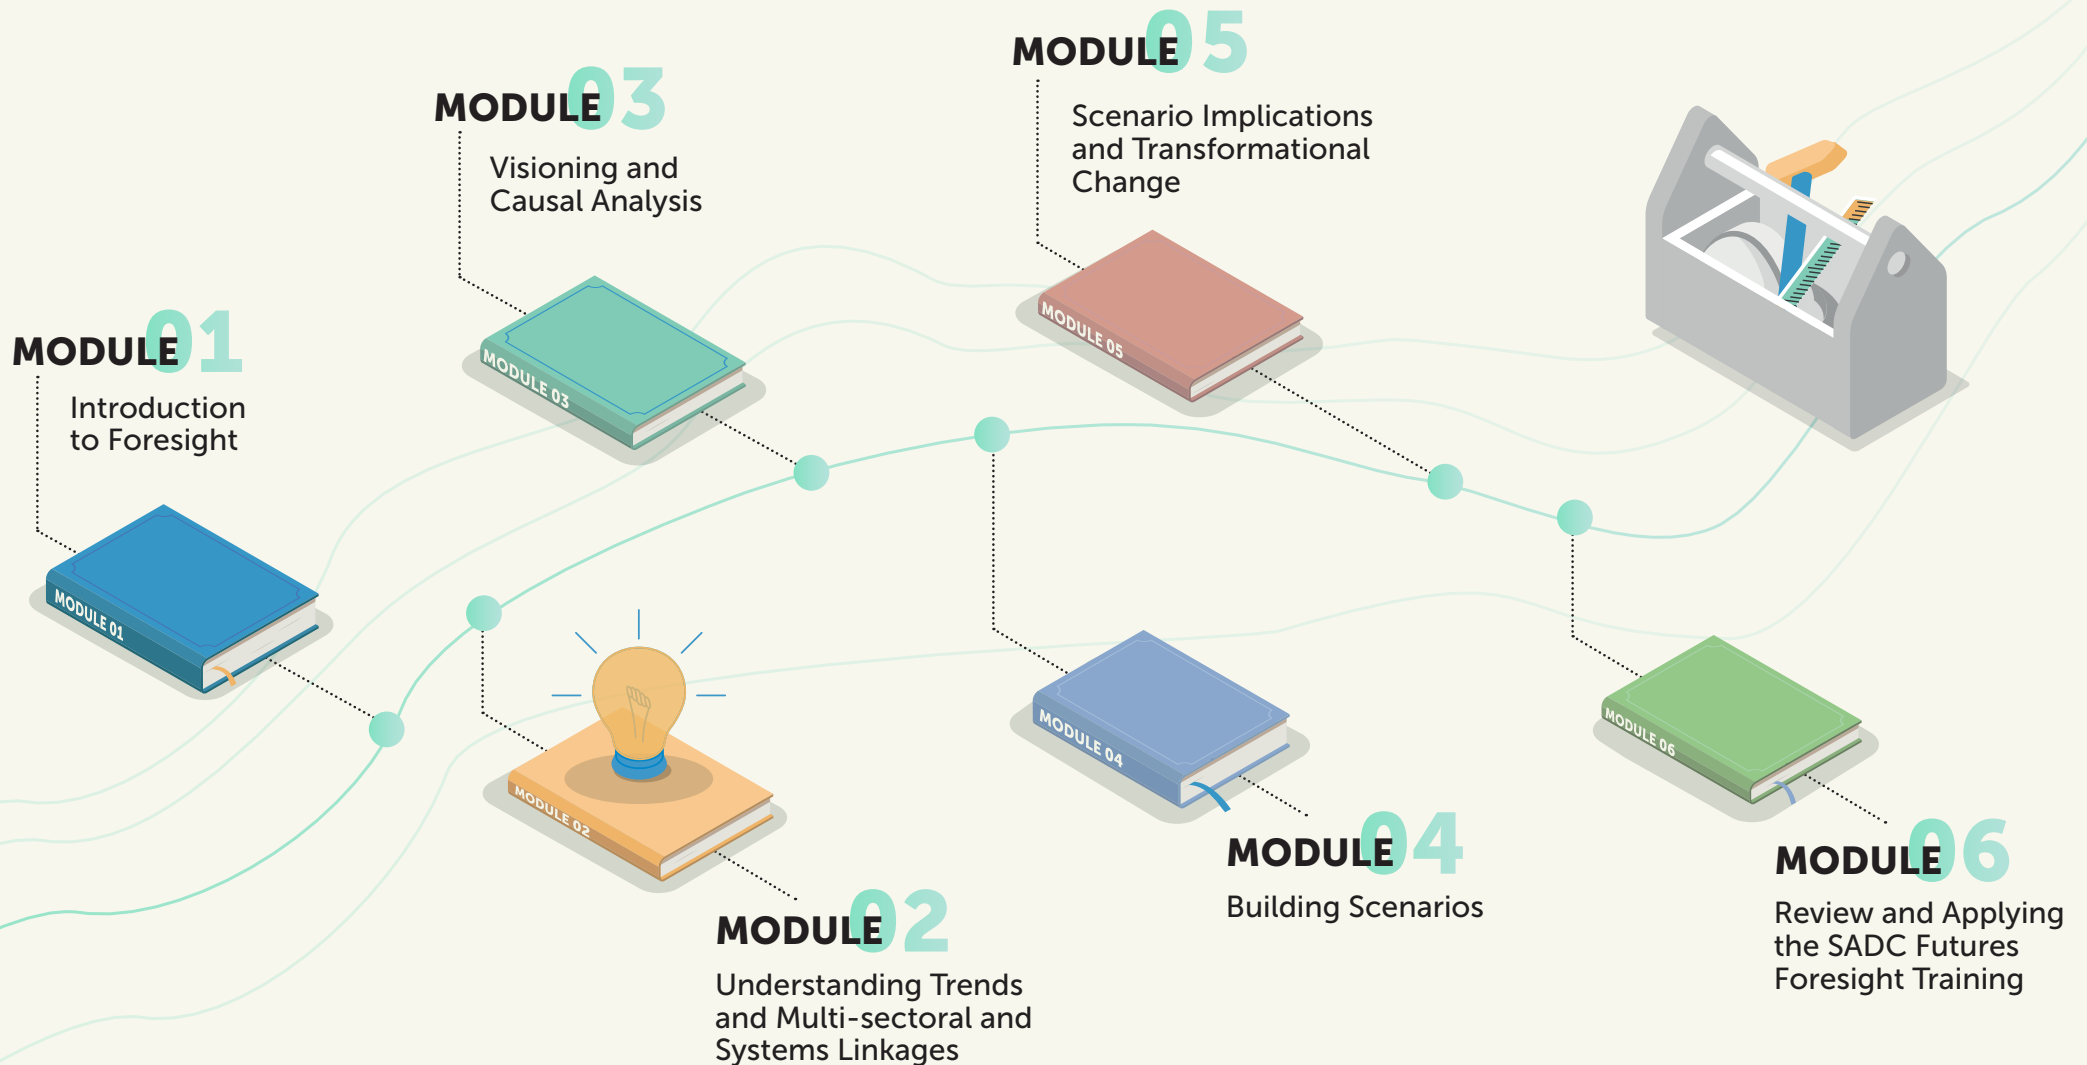 MODULE 01
Introduction
to Foresight
MODULE 01
MODULE 02
Understanding Trends
and Multi-sectoral and
Systems Linkages
MODULE 02
MODULE 03
Visioning and
Causal Analysis
MODULE 03
MODULE 04
Building Scenarios
MODULE 04
MODULE 05
Scenario Implications
and Transformational
Change
MODULE 05
MODULE 06
Review and Applying
the SADC Futures
Foresight Training
MODULE 06